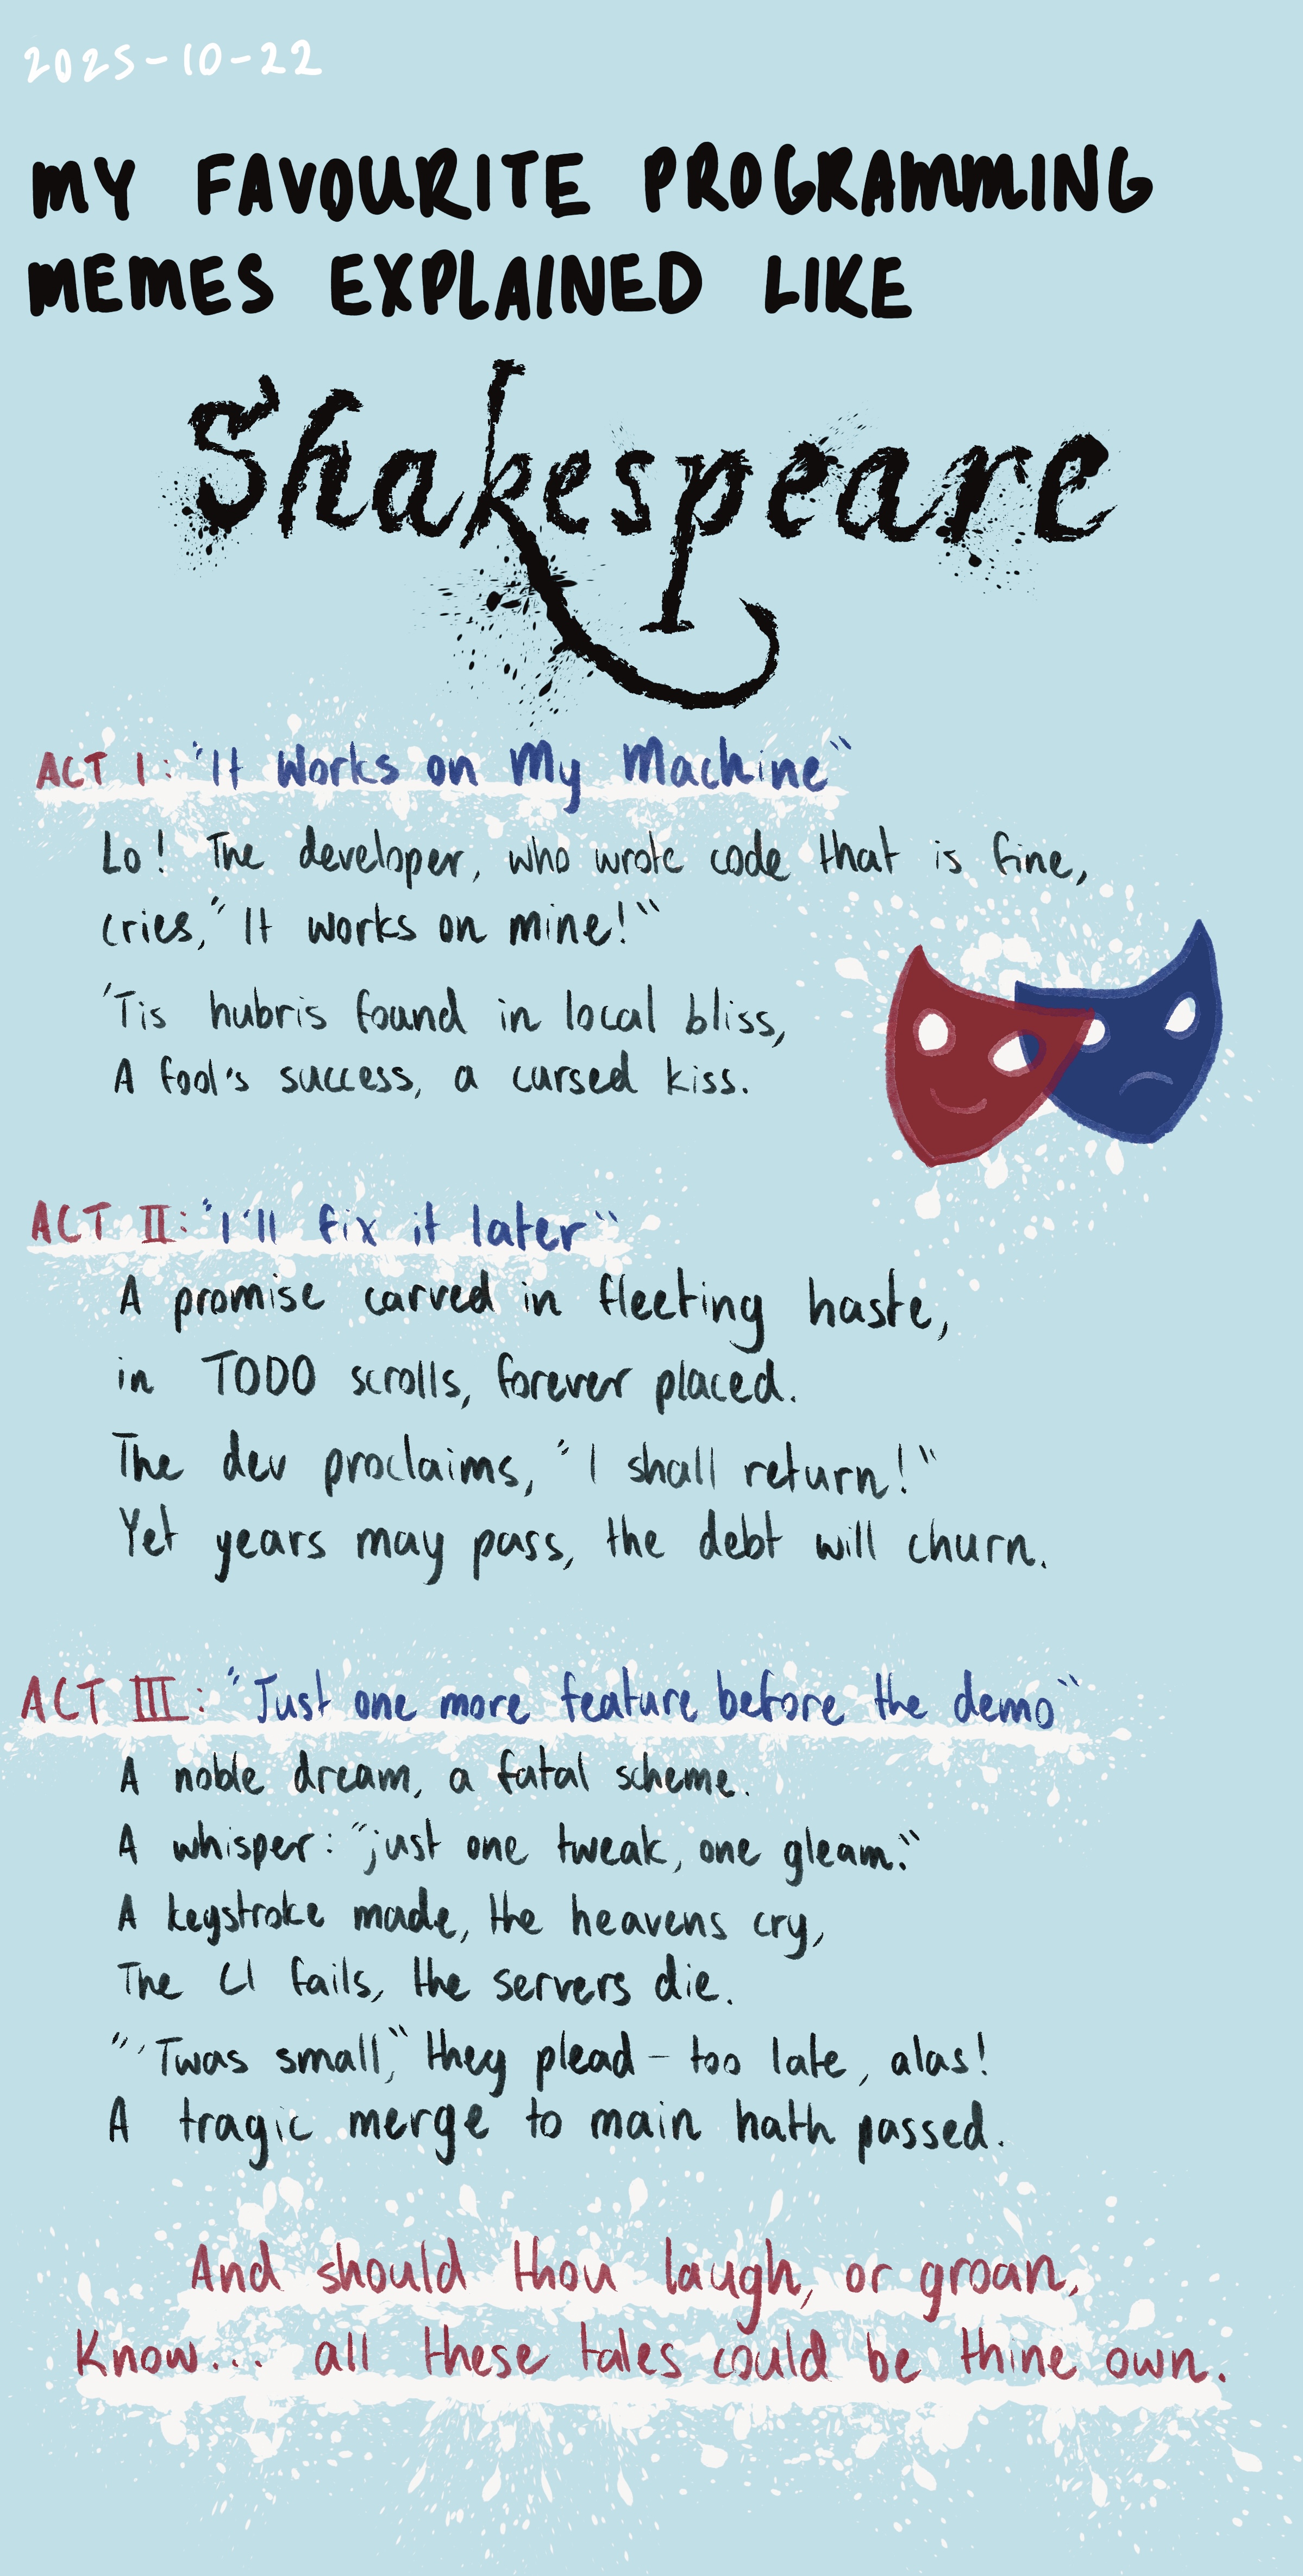 2025-10-22
MY FAVOURITE PROGRAMMING
MEMES EXPLAINED LIKE
Shakespeare
ACT I: "It Works on My Machine"
Lo! The developer, who wrote code that is fine,
cries, "It works on mine!"
'Tis hubris found in local bliss,
A fool's success, a cursed kiss.
ACT II: "I'll fix it later"
A promise carved in fleeting haste,
in TODO scrolls, forever placed.
The dev proclaims, "I shall return!"
Yet years may pass, the debt will churn.
ACT III: "Just one more feature before the demo"
A noble dream, a fatal scheme.
A whisper: "just one tweak, one gleam."
A keystroke made, the heavens cry,
The CI fails, the servers die.
"'Twas small," they plead - too late, alas!
A tragic merge to main hath passed.
And should thou laugh, or groan,
Know... all these tales could be thine own.